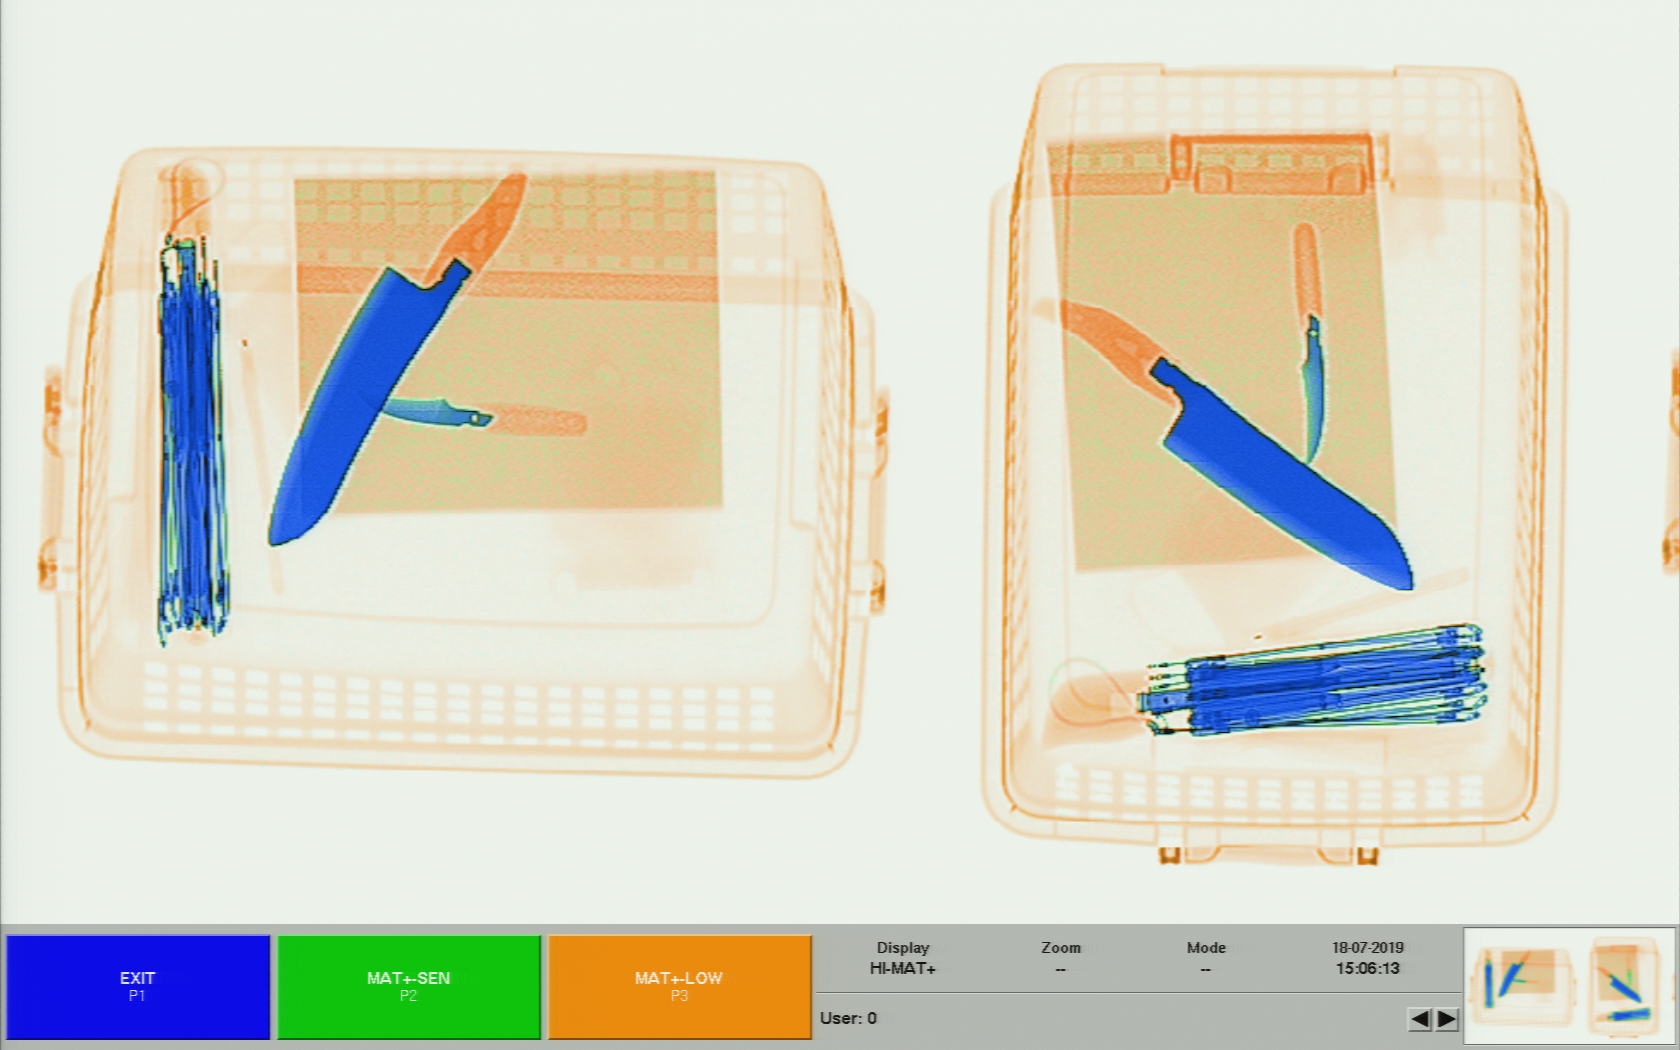 EXIT
P1
MAT+-SEN
P2
MAT+-LOW
P3
Display
HI-MAT+
Zoom
--
Mode
--
18-07-2019
15:06:13
User: 0